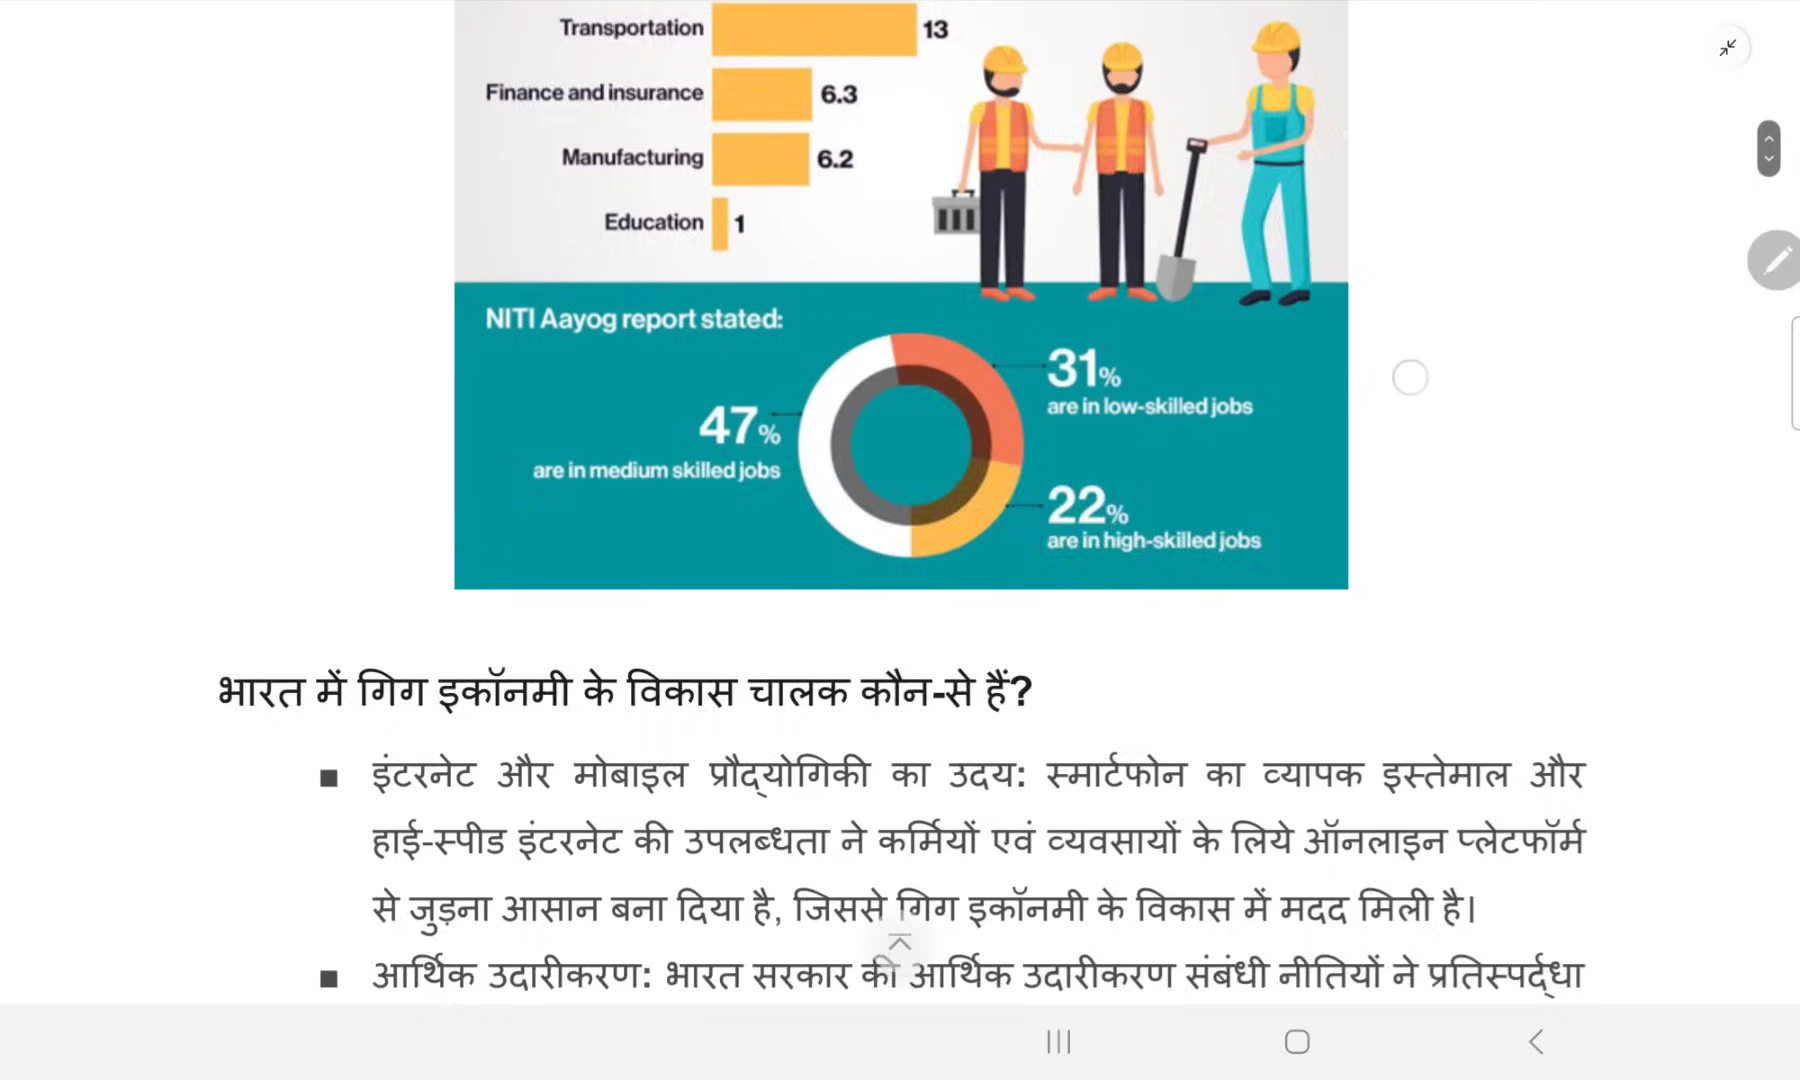 Transportation 13
Finance and insurance 6.3
Manufacturing 6.2
Education 1
NITI Aayog report stated:
31%
are in low-skilled jobs
47%
are in medium skilled jobs
22%
are in high-skilled jobs
भारत में गिग इकॉनमी के विकास चालक कौन-से हैं?
■ इंटरनेट और मोबाइल प्रौद्योगिकी का उदय: स्मार्टफोन का व्यापक इस्तेमाल और
हाई-स्पीड इंटरनेट की उपलब्धता ने कर्मियों एवं व्यवसायों के लिये ऑनलाइन प्लेटफॉर्म
से जुड़ना आसान बना दिया है, जिससे गिग इकॉनमी के विकास में मदद मिली है।
■ आर्थिक उदारीकरण: भारत सरकार की आर्थिक उदारीकरण संबंधी नीतियों ने प्रतिस्पर्द्धा